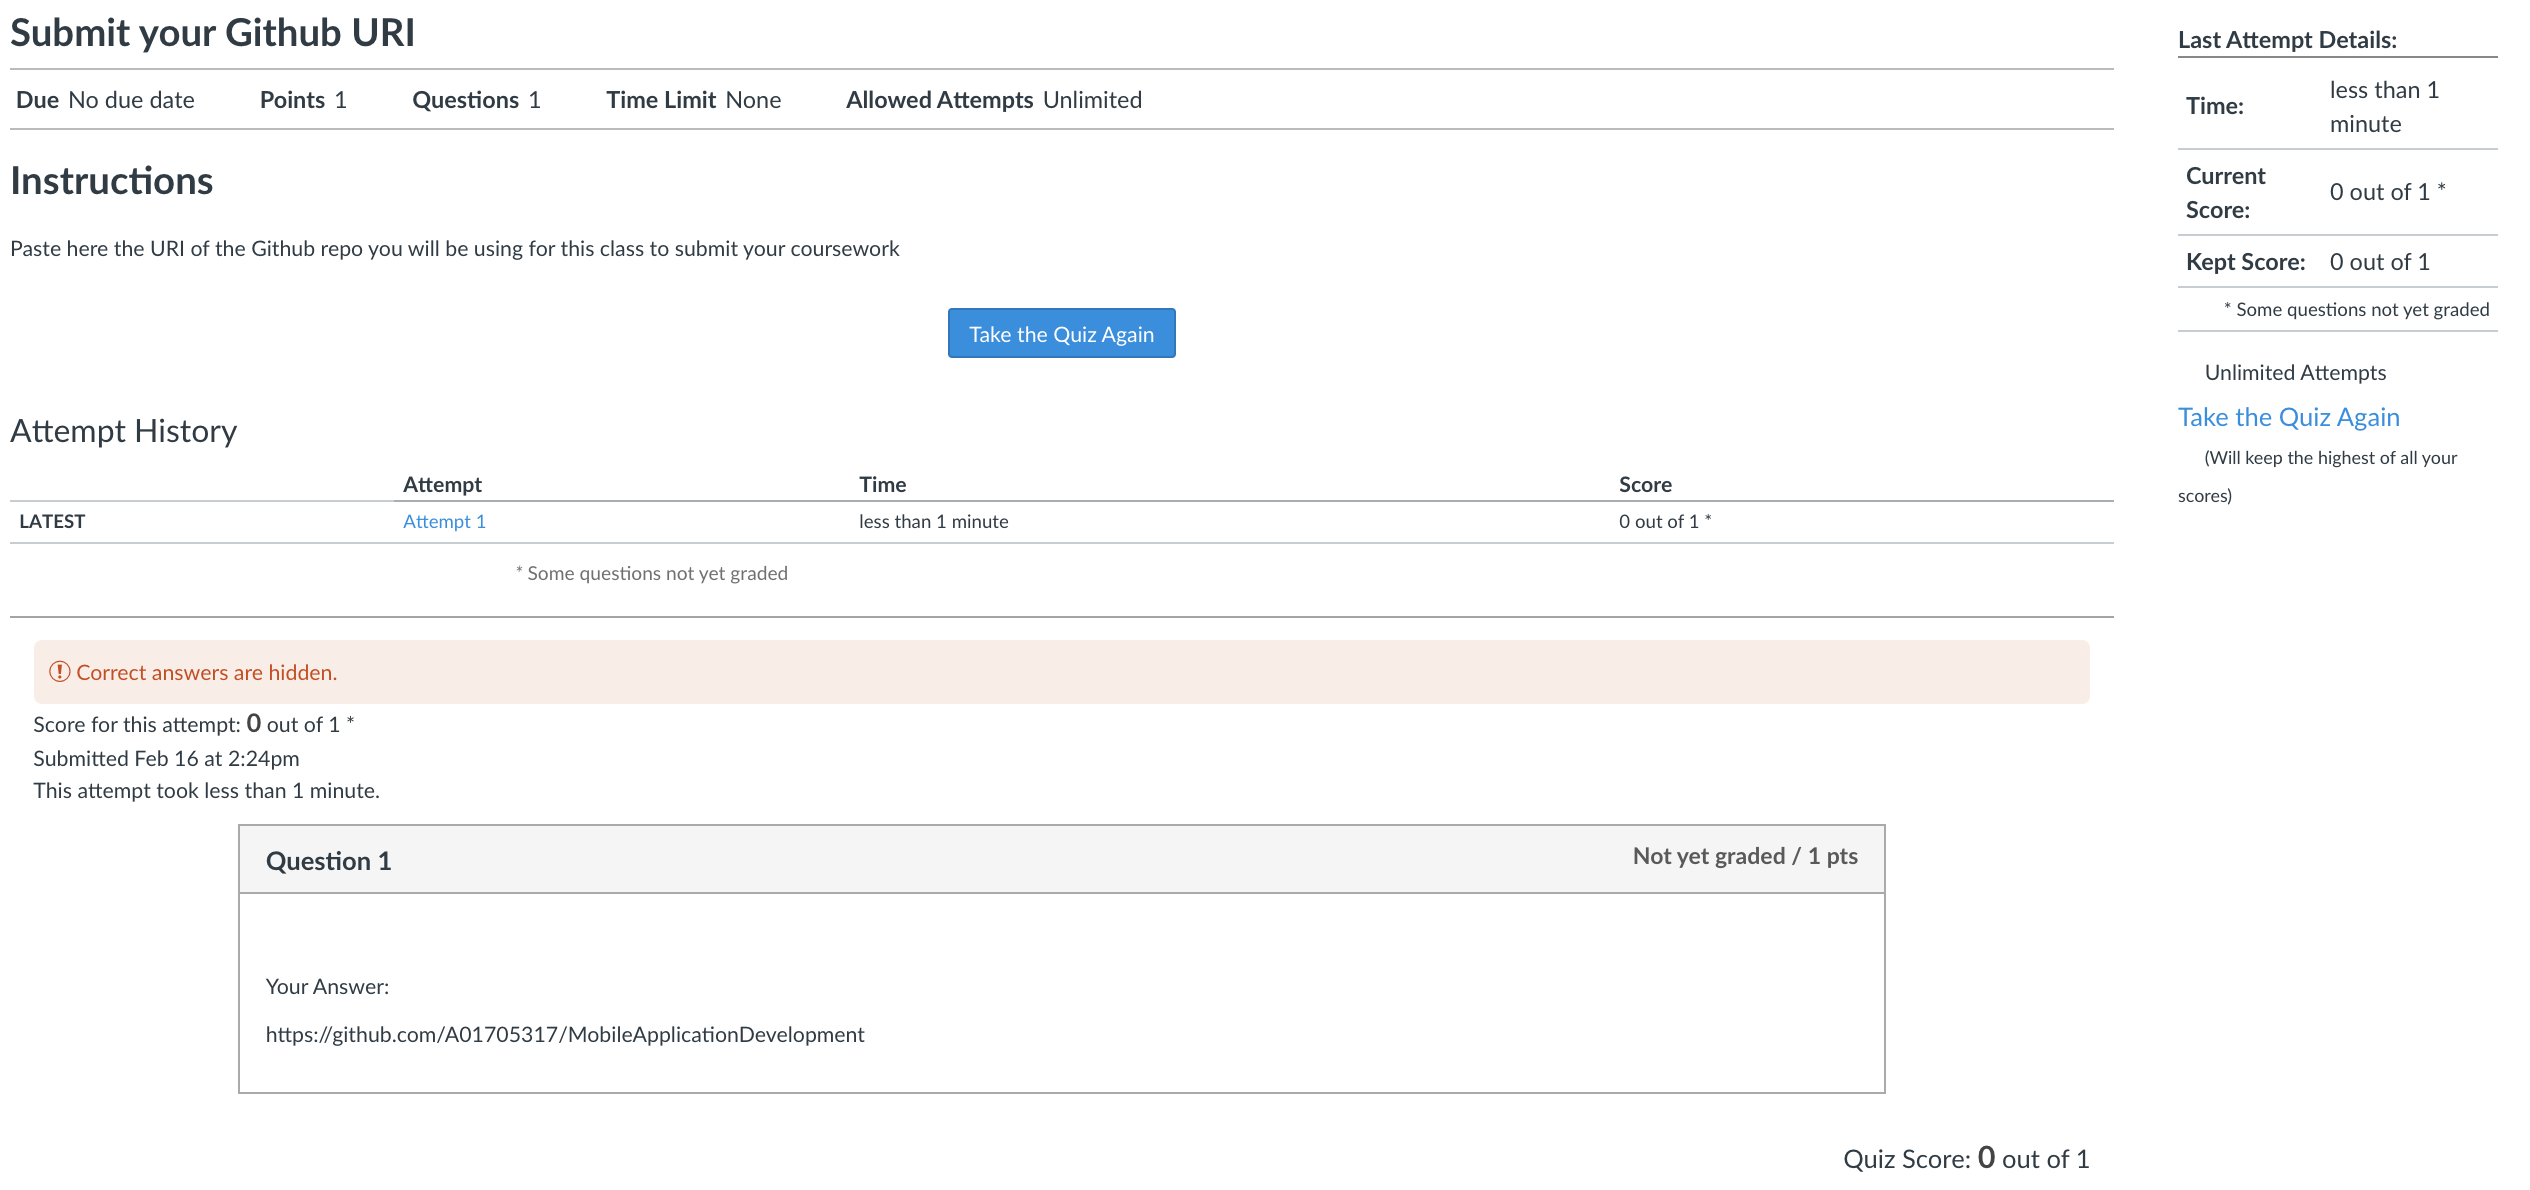 Submit your Github URI
Due No due date Points 1 Questions 1 Time Limit None Allowed Attempts Unlimited
Instructions
Paste here the URI of the Github repo you will be using for this class to submit your coursework
Take the Quiz Again
Attempt History
Attempt Time Score
LATEST Attempt 1 less than 1 minute 0 out of 1 *
* Some questions not yet graded
Correct answers are hidden.
Score for this attempt: 0 out of 1 *
Submitted Feb 16 at 2:24pm
This attempt took less than 1 minute.
Question 1 Not yet graded / 1 pts
Your Answer:
https://github.com/A01705317/MobileApplicationDevelopment
Quiz Score: 0 out of 1
Last Attempt Details:
Time: less than 1
minute
Current
Score: 0 out of 1 *
Kept Score: 0 out of 1
* Some questions not yet graded
Unlimited Attempts
Take the Quiz Again
(Will keep the highest of all your
scores)